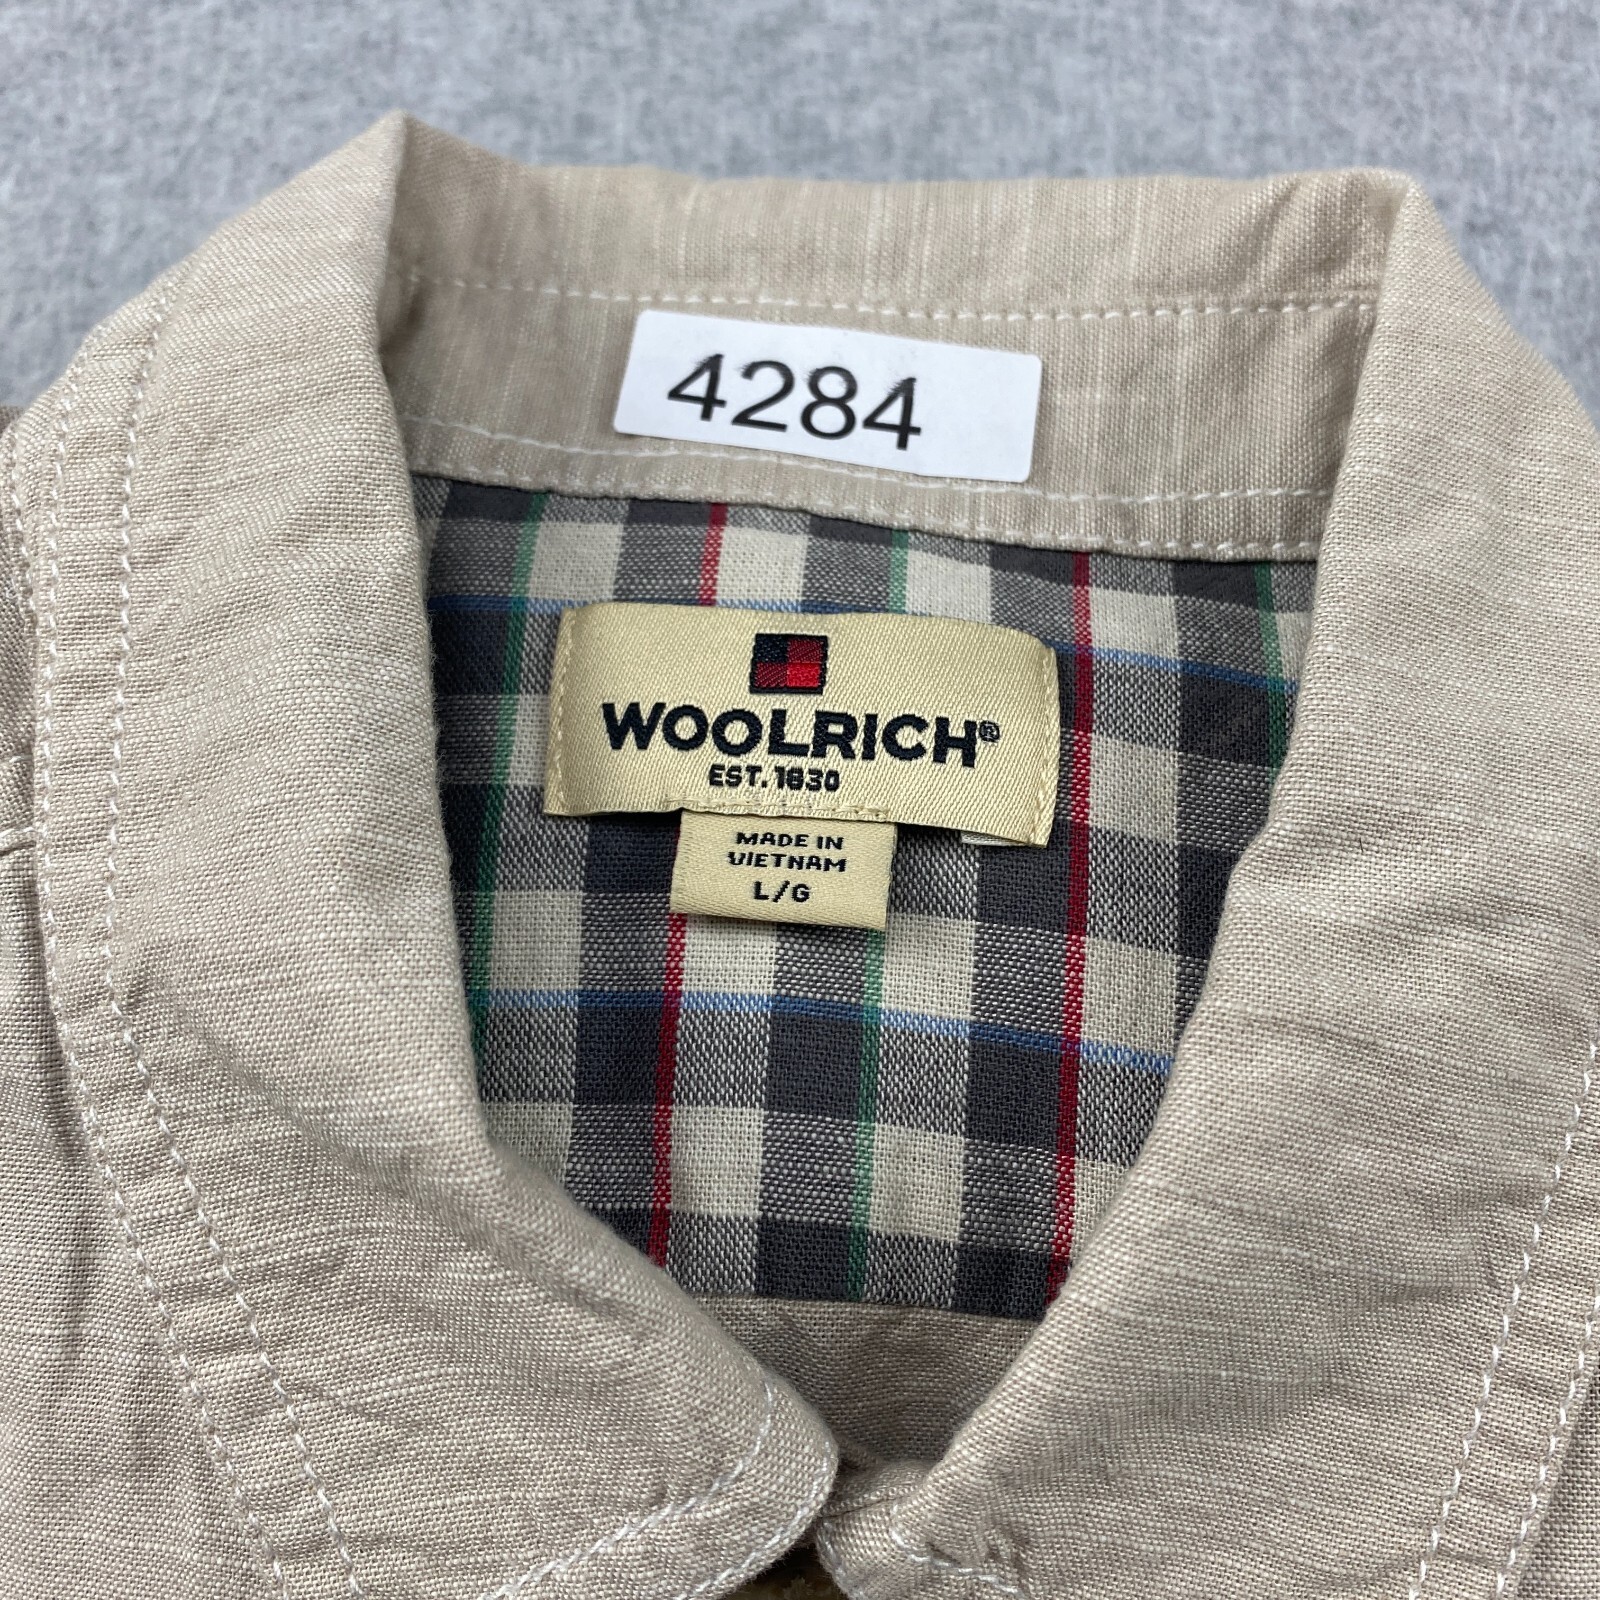 4284
WOOLRICH®
EST. 1830
MADE IN
VIETNAM
L/G